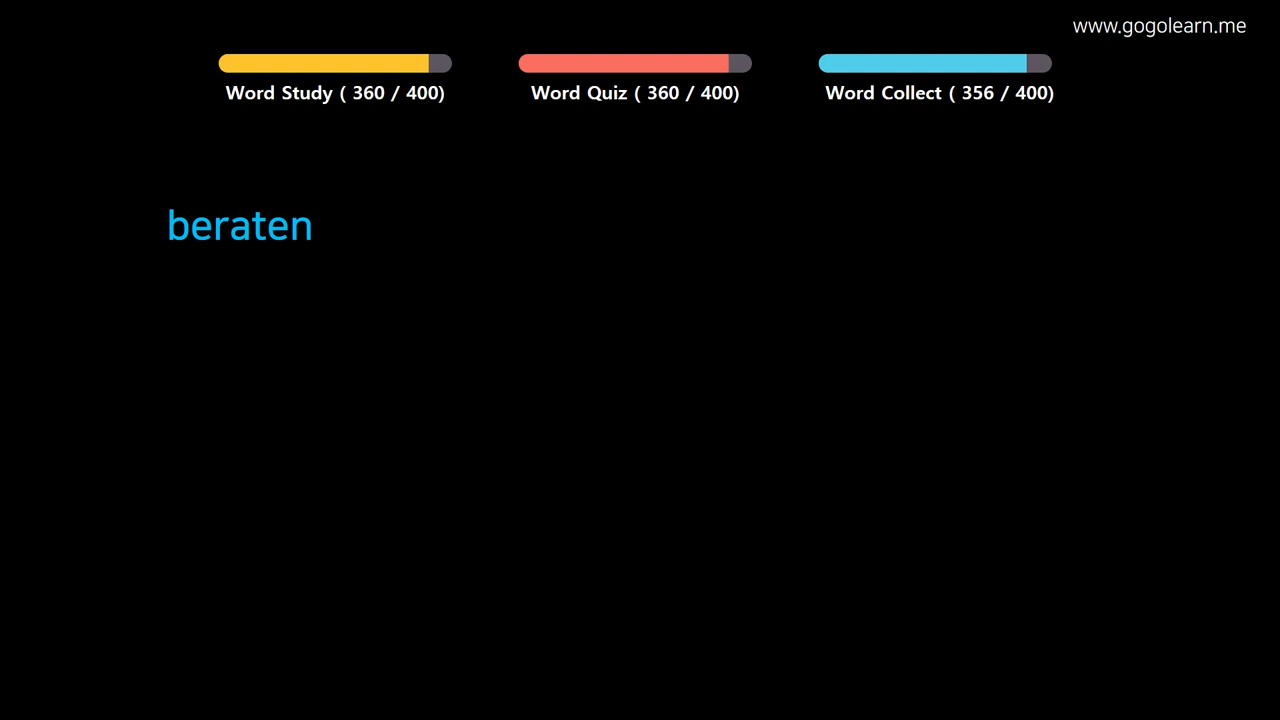 www.gogolearn.me
Word Study ( 360 / 400)
Word Quiz ( 360 / 400)
Word Collect ( 356 / 400)
beraten